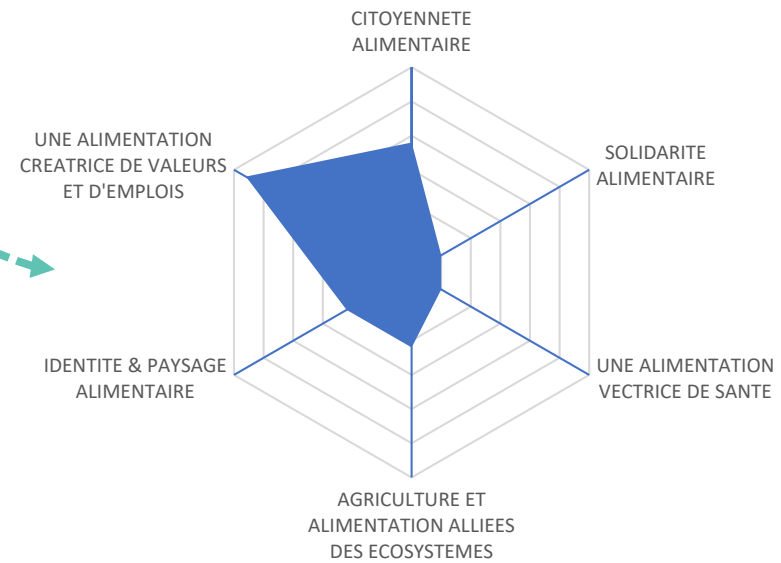 CITOYENNETE
ALIMENTAIRE
SOLIDARITE
ALIMENTAIRE
UNE ALIMENTATION
VECTRICE DE SANTE
AGRICULTURE ET
ALIMENTATION ALLIEES
DES ECOSYSTEMES
IDENTITE & PAYSAGE
ALIMENTAIRE
UNE ALIMENTATION
CREATRICE DE VALEURS
ET D'EMPLOIS